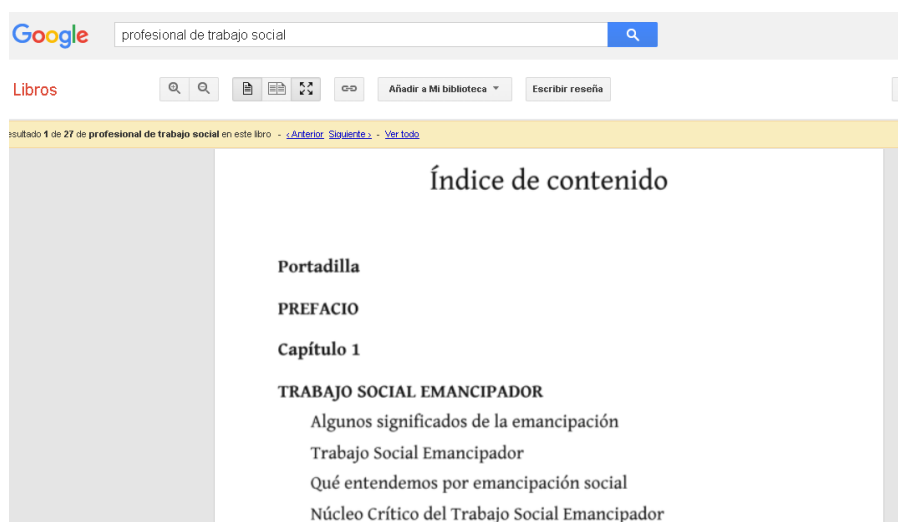 Google profesional de trabajo social
Libros Añadir a Mi biblioteca Escribir reseña
esultado 1 de 27 de profesional de trabajo social en este libro - ‹ Anterior Siguiente › - Ver todo
Índice de contenido
Portadilla
PREFACIO
Capítulo 1
TRABAJO SOCIAL EMANCIPADOR
Algunos significados de la emancipación
Trabajo Social Emancipador
Qué entendemos por emancipación social
Núcleo Crítico del Trabajo Social Emancipador